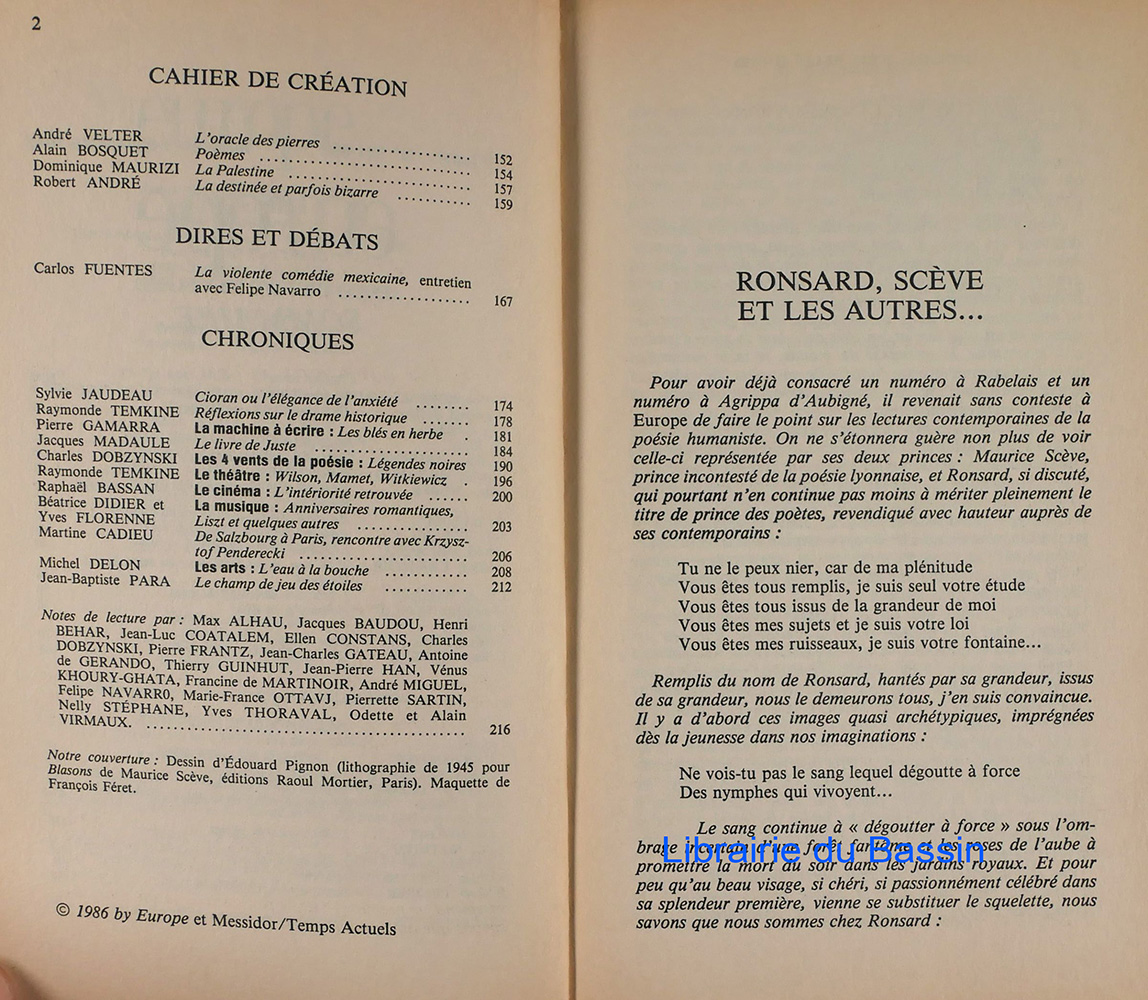 2
CAHIER DE CRÉATION
André VELTER L'oracle des pierres .................... 152
Alain BOSQUET Poèmes .............................. 154
Dominique MAURIZI La Palestine .......................... 157
Robert ANDRÉ La destinée et parfois bizarre .......... 159
DIRES ET DÉBATS
Carlos FUENTES La violente comédie mexicaine, entretien
avec Felipe Navarro .................... 167
CHRONIQUES
Sylvie JAUDEAU Cioran ou l'élégance de l'anxiété ........ 174
Raymonde TEMKINE Réflexions sur le drame historique ....... 178
Pierre GAMARRA La machine à écrire : Les blés en herbe . 181
Jacques MADAULE Le livre de Juste ....................... 184
Charles DOBZYNSKI Les 4 vents de la poésie : Légendes noires 190
Raymonde TEMKINE Le théâtre : Wilson, Mamet, Witkiewicz . 196
Raphaël BASSAN Le cinéma : L'intériorité retrouvée ...... 200
Béatrice DIDIER et La musique : Anniversaires romantiques,
Yves FLORENNE Liszt et quelques autres ................ 203
Martine CADIEU De Salzbourg à Paris, rencontre avec Krzysz-
tof Penderecki ........................ 206
Michel DELON Les arts : L'eau à la bouche ............ 208
Jean-Baptiste PARA Le champ de jeu des étoiles ............ 212
Notes de lecture par : Max ALHAU, Jacques BAUDOU, Henri
BEHAR, Jean-Luc COATALEM, Ellen CONSTANS, Charles
DOBZYNSKI, Pierre FRANTZ, Jean-Charles GATEAU, Antoine
de GERANDO, Thierry GUINHUT, Jean-Pierre HAN, Vénus
KHOURY-GHATA, Francine de MARTINOIR, André MIGUEL,
Felipe NAVARRO, Marie-France OTTAVJ, Pierrette SARTIN,
Nelly STÉPHANE, Yves THORAVAL, Odette et Alain
VIRMAUX. .......................................... 216
Notre couverture : Dessin d'Édouard Pignon (lithographie de 1945 pour
Blasons de Maurice Scève, éditions Raoul Mortier, Paris). Maquette de
François Féret.
© 1986 by Europe et Messidor/Temps Actuels
RONSARD, SCÈVE
ET LES AUTRES...
Pour avoir déjà consacré un numéro à Rabelais et un
numéro à Agrippa d'Aubigné, il revenait sans conteste à
Europe de faire le point sur les lectures contemporaines de la
poésie humaniste. On ne s'étonnera guère non plus de voir
celle-ci représentée par ses deux princes : Maurice Scève,
prince incontesté de la poésie lyonnaise, et Ronsard, si discuté,
qui pourtant n'en continue pas moins à mériter pleinement le
titre de prince des poètes, revendiqué avec hauteur auprès de
ses contemporains :
Tu ne le peux nier, car de ma plénitude
Vous êtes tous remplis, je suis seul votre étude
Vous êtes tous issus de la grandeur de moi
Vous êtes mes sujets et je suis votre loi
Vous êtes mes ruisseaux, je suis votre fontaine...
Remplis du nom de Ronsard, hantés par sa grandeur, issus
de sa grandeur, nous le demeurons tous, j'en suis convaincue.
Il y a d'abord ces images quasi archétypiques, imprégnées
dès la jeunesse dans nos imaginations :
Ne vois-tu pas le sang lequel dégoutte à force
Des nymphes qui vivoyent...
Le sang continue à « dégoutter à force » sous l'om-
brage incertain d'une forêt fantôme et les roses de l'aube à
Librairie du Bassin
promettre la mort au soir dans les jardins royaux. Et pour
peu qu'au beau visage, si chéri, si passionnément célébré dans
sa splendeur première, vienne se substituer le squelette, nous
savons que nous sommes chez Ronsard :